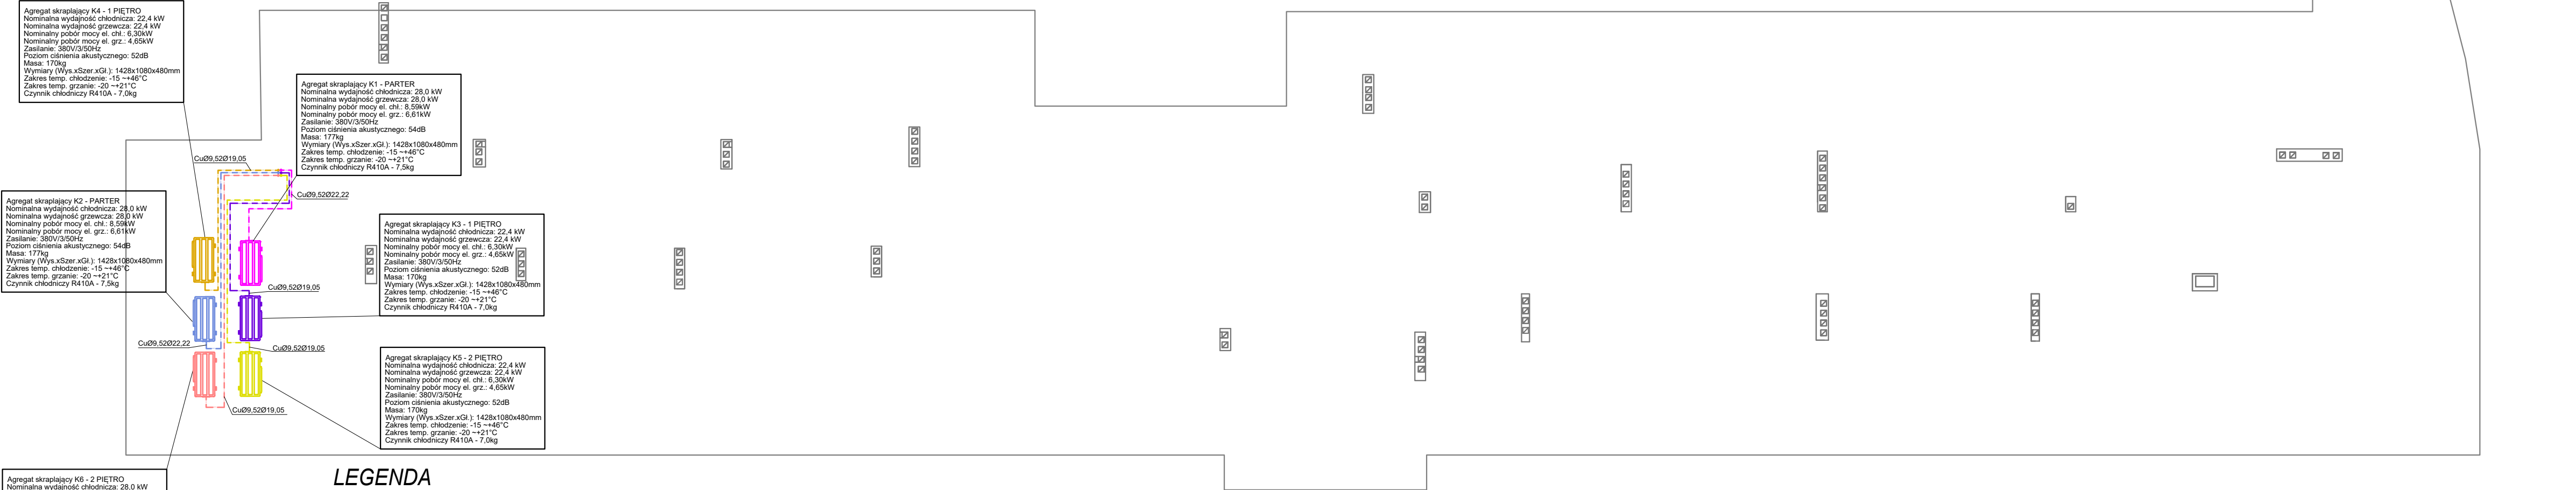 Agregat skraplający K4 - 1 PIĘTRO
Nominalna wydajność chłodnicza: 22,4 kW
Nominalna wydajność grzewcza: 22,4 kW
Nominalny pobór mocy el. chł.: 6,30kW
Nominalny pobór mocy el. grz.: 4,65kW
Zasilanie: 380V/3/50Hz
Poziom ciśnienia akustycznego: 52dB
Masa: 170kg
Wymiary (Wys.xSzer.xGł.): 1428x1080x480mm
Zakres temp. chłodzenie: -15 ~+46°C
Zakres temp. grzanie: -20 ~+21°C
Czynnik chłodniczy R410A - 7,0kg
Agregat skraplający K1 - PARTER
Nominalna wydajność chłodnicza: 28,0 kW
Nominalna wydajność grzewcza: 28,0 kW
Nominalny pobór mocy el. chł.: 8,59kW
Nominalny pobór mocy el. grz.: 6,61kW
Zasilanie: 380V/3/50Hz
Poziom ciśnienia akustycznego: 54dB
Masa: 177kg
Wymiary (Wys.xSzer.xGł.): 1428x1080x480mm
Zakres temp. chłodzenie: -15 ~+46°C
Zakres temp. grzanie: -20 ~+21°C
Czynnik chłodniczy R410A - 7,5kg
CuØ9,52Ø19,05
CuØ9,52Ø22,22
Agregat skraplający K2 - PARTER
Nominalna wydajność chłodnicza: 28,0 kW
Nominalna wydajność grzewcza: 28,0 kW
Nominalny pobór mocy el. chł.: 8,59kW
Nominalny pobór mocy el. grz.: 6,61kW
Zasilanie: 380V/3/50Hz
Poziom ciśnienia akustycznego: 54dB
Masa: 177kg
Wymiary (Wys.xSzer.xGł.): 1428x1080x480mm
Zakres temp. chłodzenie: -15 ~+46°C
Zakres temp. grzanie: -20 ~+21°C
Czynnik chłodniczy R410A - 7,5kg
Agregat skraplający K3 - 1 PIĘTRO
Nominalna wydajność chłodnicza: 22,4 kW
Nominalna wydajność grzewcza: 22,4 kW
Nominalny pobór mocy el. chł.: 6,30kW
Nominalny pobór mocy el. grz.: 4,65kW
Zasilanie: 380V/3/50Hz
Poziom ciśnienia akustycznego: 52dB
Masa: 170kg
Wymiary (Wys.xSzer.xGł.): 1428x1080x480mm
Zakres temp. chłodzenie: -15 ~+46°C
Zakres temp. grzanie: -20 ~+21°C
Czynnik chłodniczy R410A - 7,0kg
CuØ9,52Ø19,05
CuØ9,52Ø22,22
CuØ9,52Ø19,05
Agregat skraplający K5 - 2 PIĘTRO
Nominalna wydajność chłodnicza: 22,4 kW
Nominalna wydajność grzewcza: 22,4 kW
Nominalny pobór mocy el. chł.: 6,30kW
Nominalny pobór mocy el. grz.: 4,65kW
Zasilanie: 380V/3/50Hz
Poziom ciśnienia akustycznego: 52dB
Masa: 170kg
Wymiary (Wys.xSzer.xGł.): 1428x1080x480mm
Zakres temp. chłodzenie: -15 ~+46°C
Zakres temp. grzanie: -20 ~+21°C
Czynnik chłodniczy R410A - 7,0kg
CuØ9,52Ø19,05
LEGENDA
Agregat skraplający K6 - 2 PIĘTRO
Nominalna wydajność chłodnicza: 28,0 kW